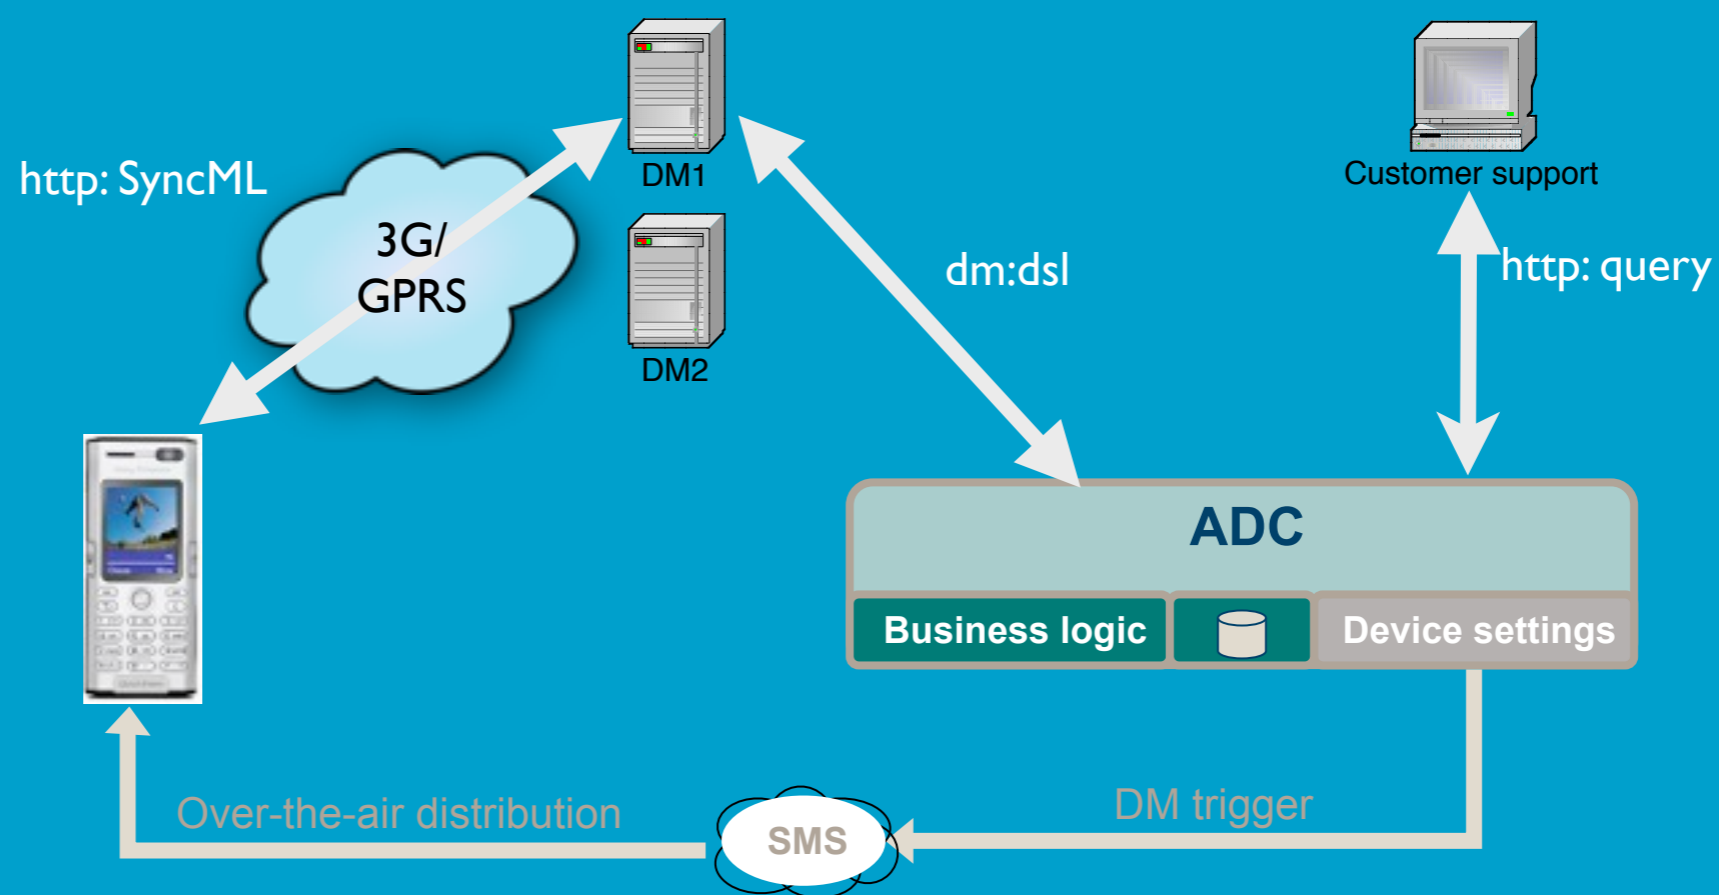 DM1
http: SyncML
Customer support
3G/
GPRS
http: query
dm:dsl
DM2
ADC
Business logic
Device settings
DM trigger
Over-the-air distribution
SMS